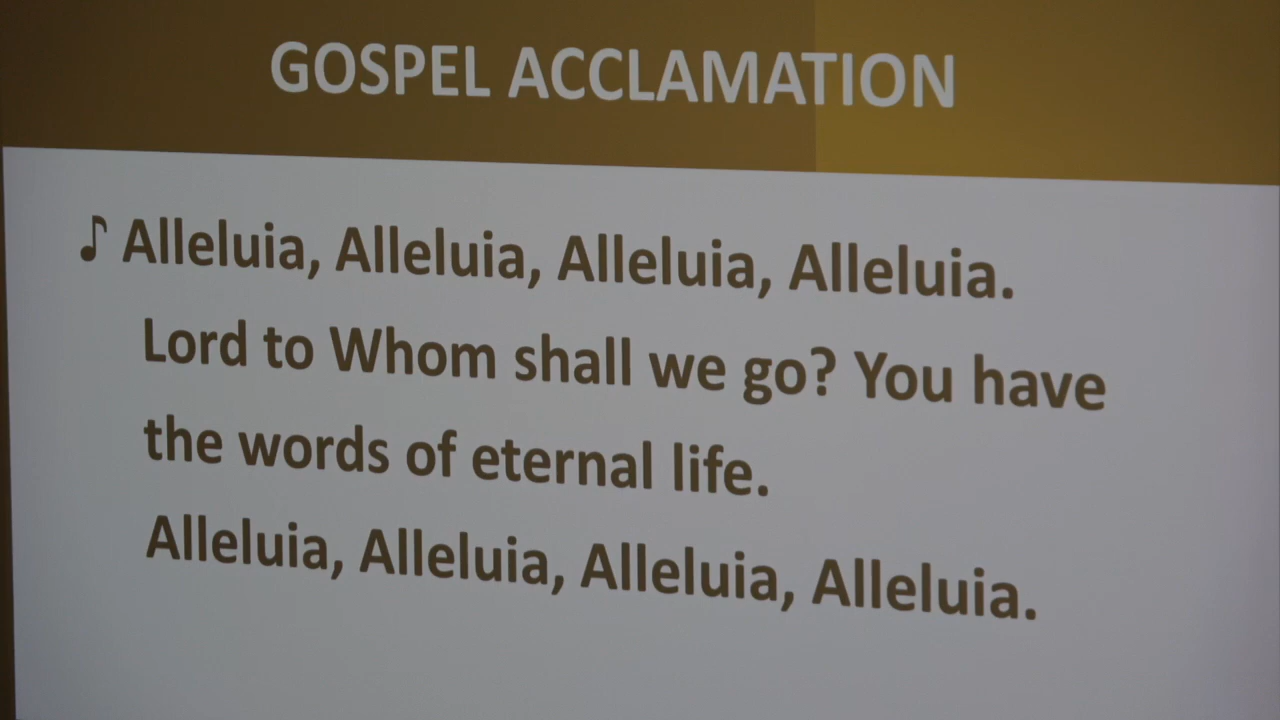 GOSPEL ACCLAMATION
♪ Alleluia, Alleluia, Alleluia, Alleluia.
Lord to Whom shall we go? You have
the words of eternal life.
Alleluia, Alleluia, Alleluia, Alleluia.